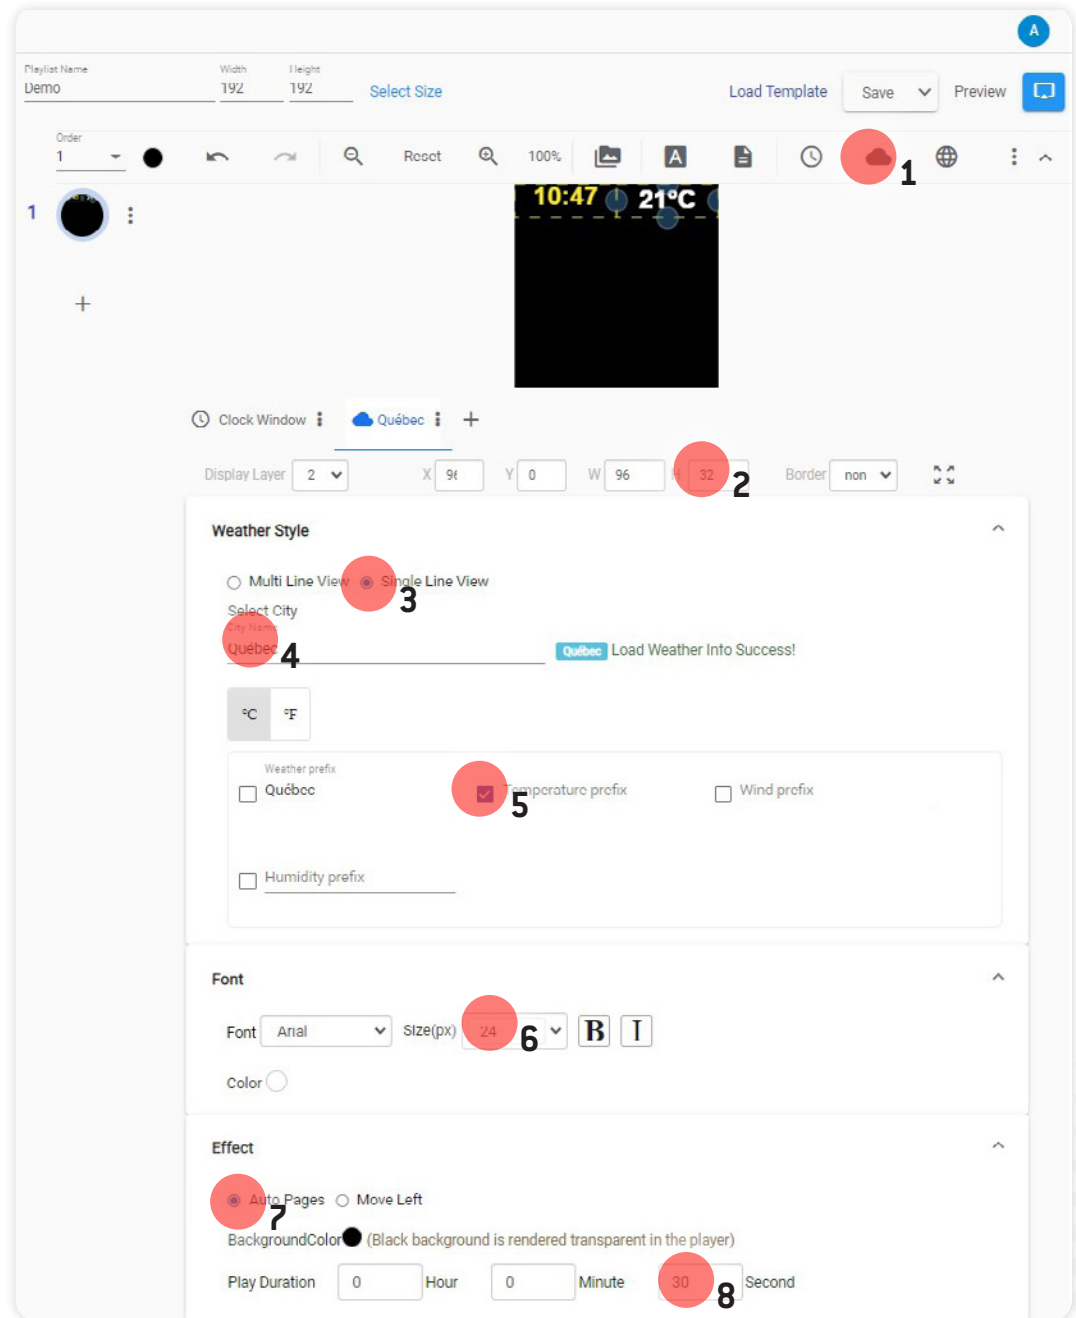 A
Playlist Name Width Height
Demo 192 192 Select Size Load Template Save Preview
Order
1 Reset 100% A 1
1 10:47 21°C
Clock Window Québec
Display Layer 2 X 96 Y 0 W 96 H 32 2 Border non
Weather Style
Multi Line View Single Line View
3
Select City
City Name
Québec 4 Québec Load Weather Into Success!
°C °F
Weather prefix
Québec Temperature prefix Wind prefix
5
Humidity prefix
Font
Font Arial Size(px) 24 6 B I
Color
Effect
Auto Pages Move Left
7
BackgroundColor (Black background is rendered transparent in the player)
Play Duration 0 Hour 0 Minute 30 Second
8